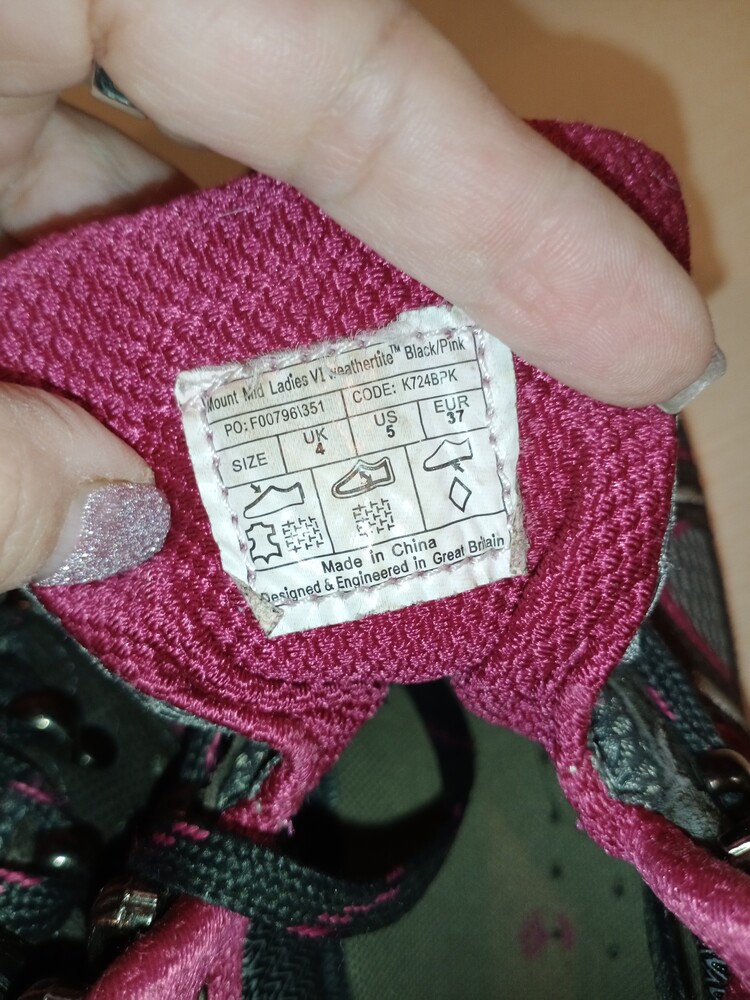 Mount Mid Ladies VI weathertite™ Black/Pink
PO: F00796\351 CODE: K724BPK
SIZE UK 4 US 5 EUR 37
Made in China
Designed & Engineered in Great Britain